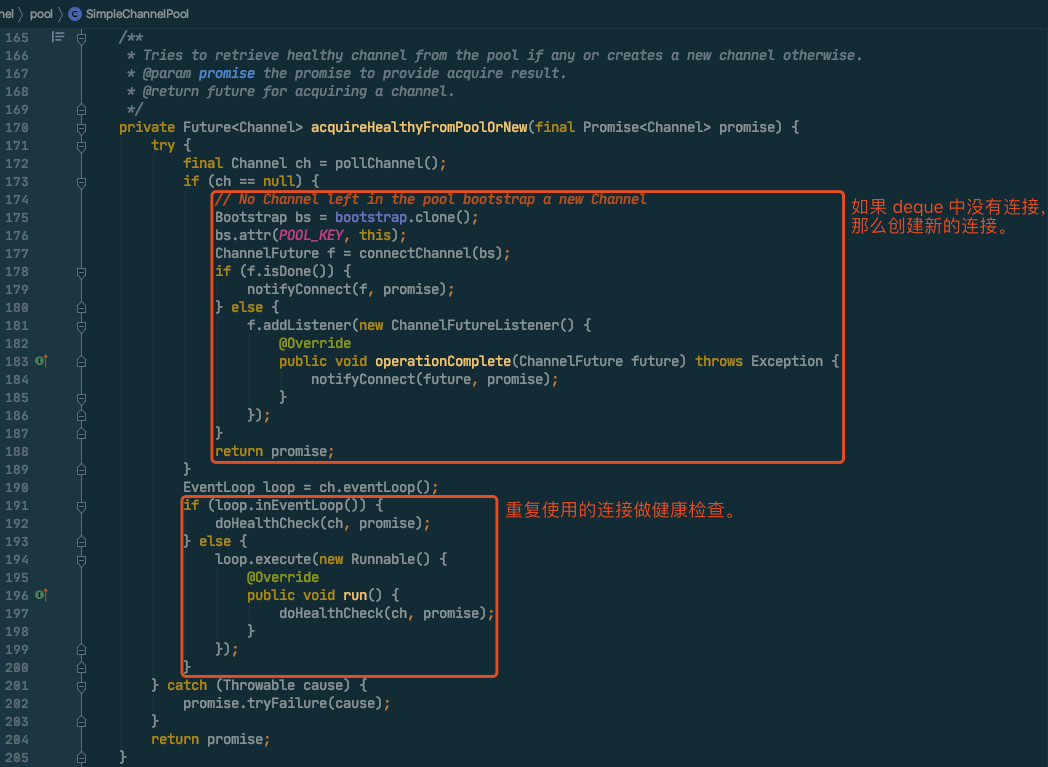 nel 〉 pool 〉 C SimpleChannelPool
165 /**
166 * Tries to retrieve healthy channel from the pool if any or creates a new channel otherwise.
167 * @param promise the promise to provide acquire result.
168 * @return future for acquiring a channel.
169 */
170 private Future<Channel> acquireHealthyFromPoolOrNew(final Promise<Channel> promise) {
171 try {
172 final Channel ch = pollChannel();
173 if (ch == null) {
174 // No Channel left in the pool bootstrap a new Channel
175 Bootstrap bs = bootstrap.clone();
如果 deque 中没有连接，
那么创建新的连接。
176 bs.attr(POOL_KEY, this);
177 ChannelFuture f = connectChannel(bs);
178 if (f.isDone()) {
179 notifyConnect(f, promise);
180 } else {
181 f.addListener(new ChannelFutureListener() {
182 @Override
183 public void operationComplete(ChannelFuture future) throws Exception {
184 notifyConnect(future, promise);
185 }
186 });
187 }
188 return promise;
189 }
190 EventLoop loop = ch.eventLoop();
191 if (loop.inEventLoop()) {
重复使用的连接做健康检查。
192 doHealthCheck(ch, promise);
193 } else {
194 loop.execute(new Runnable() {
195 @Override
196 public void run() {
197 doHealthCheck(ch, promise);
198 }
199 });
200 }
201 } catch (Throwable cause) {
202 promise.tryFailure(cause);
203 }
204 return promise;
205 }